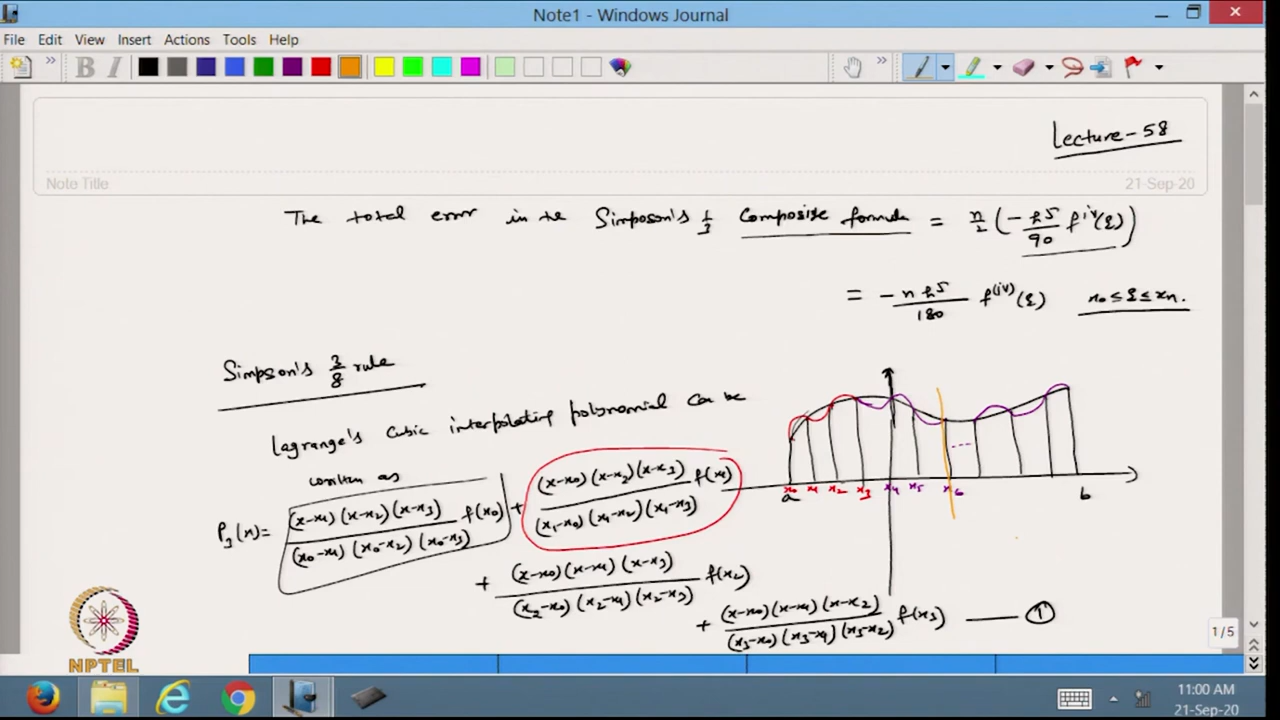 Note1 - Windows Journal
File Edit View Insert Actions Tools Help
Lecture-58
Note Title
21-Sep-20
The total error in the Simpson's 1/3 Composite formula = n/2 (-h^5/90 f^iv(ξ))
= -n h^5/180 f^(iv)(ξ) x0 ≤ ξ ≤ xn.
Simpson's 3/8 rule
Lagrange's Cubic interpolating polynomial can be
written as
P3(x) = (x-x1)(x-x2)(x-x3)/(x0-x1)(x0-x2)(x0-x3) f(x0) + (x-x0)(x-x2)(x-x3)/(x1-x0)(x1-x2)(x1-x3) f(x1)
+ (x-x0)(x-x1)(x-x3)/(x2-x0)(x2-x1)(x2-x3) f(x2)
+ (x-x0)(x-x1)(x-x2)/(x3-x0)(x3-x1)(x3-x2) f(x3) —— 1
x0 x1 x2 x3 x4 x5 x6
a b
1/5
NPTEL
11:00 AM
21-Sep-20